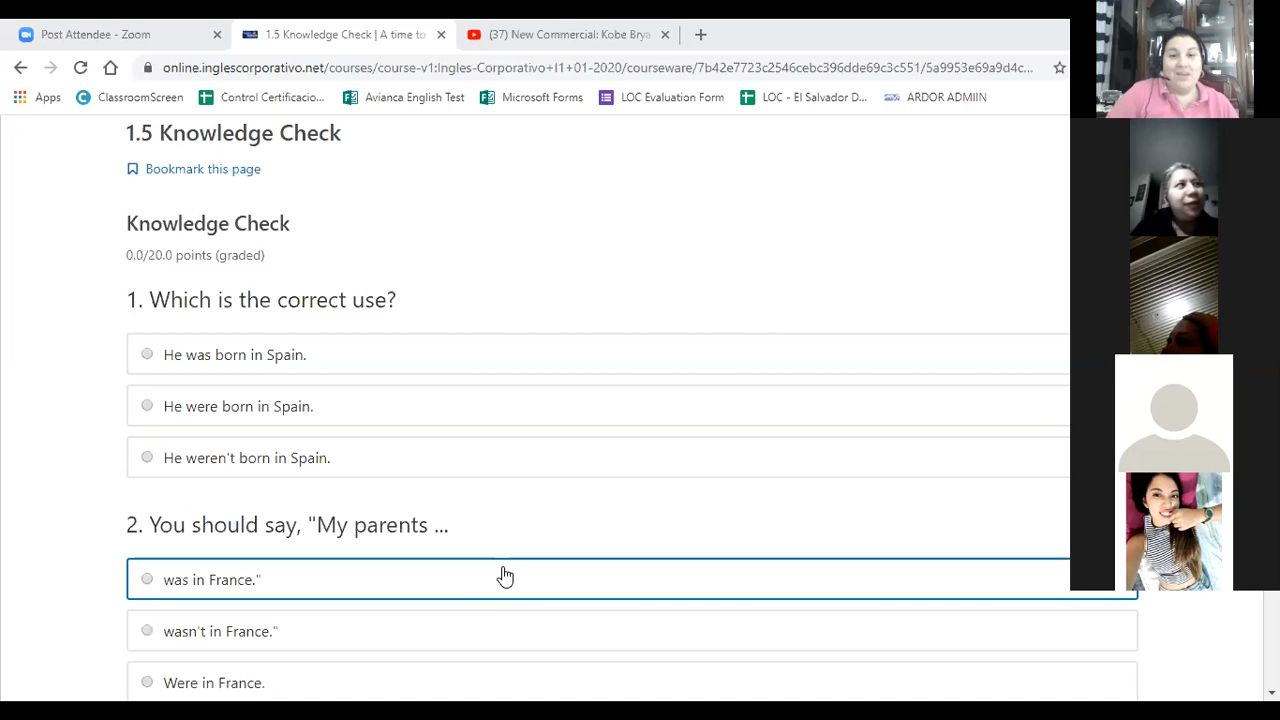 Post Attendee - Zoom
1.5 Knowledge Check | A time to
(37) New Commercial: Kobe Brya
online.inglescorporativo.net/courses/course-v1:Ingles-Corporativo+I1+01-2020/courseware/7b42e7723c2546cebc396dde69c3c551/5a9953e69a9d4c...
Apps
ClassroomScreen
Control Certificacio...
Avianca English Test
Microsoft Forms
LOC Evaluation Form
LOC - El Salvador D...
ARDOR ADMIIN
1.5 Knowledge Check
Bookmark this page
Knowledge Check
0.0/20.0 points (graded)
1. Which is the correct use?
He was born in Spain.
He were born in Spain.
He weren't born in Spain.
2. You should say, "My parents ...
was in France."
wasn't in France."
Were in France.